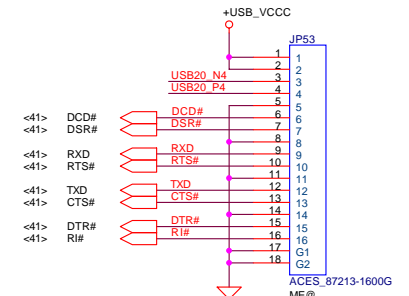 +USB_VCCC
JP53
1 1
2 2
USB20_N4 3 3
USB20_P4 4 4
5 5
<41> DCD# DCD# 6 6
<41> DSR# DSR# 7 7
8 8
<41> RXD RXD 9 9
<41> RTS# RTS# 10 10
11 11
<41> TXD TXD 12 12
<41> CTS# CTS# 13 13
14 14
<41> DTR# DTR# 15 15
<41> RI# RI# 16 16
17 G1
18 G2
ACES_87213-1600G
ME@